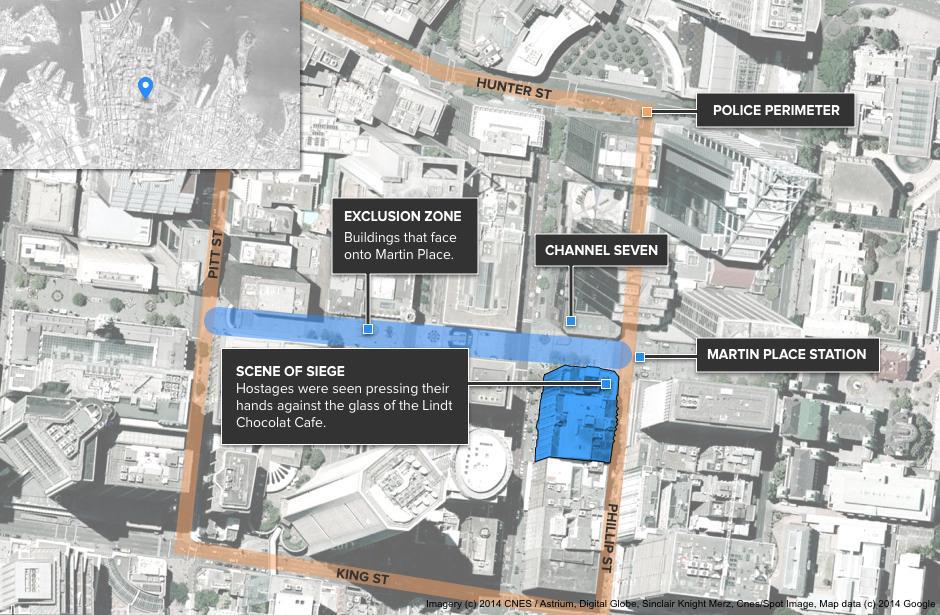 HUNTER ST
POLICE PERIMETER
EXCLUSION ZONE
Buildings that face
onto Martin Place.
PITT ST
CHANNEL SEVEN
MARTIN PLACE STATION
SCENE OF SIEGE
Hostages were seen pressing their
hands against the glass of the Lindt
Chocolat Cafe.
PHILLIP ST
KING ST
Imagery (c) 2014 CNES / Astrium, Digital Globe, Sinclair Knight Merz, Cnes/Spot Image, Map data (c) 2014 Google